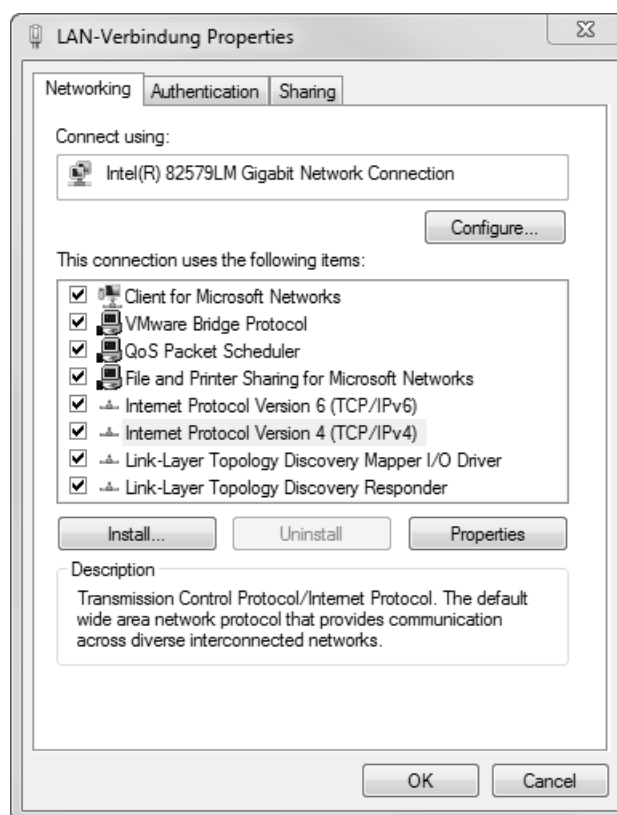 LAN-Verbindung Properties
Networking Authentication Sharing
Connect using:
Intel(R) 82579LM Gigabit Network Connection
Configure...
This connection uses the following items:
Client for Microsoft Networks
VMware Bridge Protocol
QoS Packet Scheduler
File and Printer Sharing for Microsoft Networks
Internet Protocol Version 6 (TCP/IPv6)
Internet Protocol Version 4 (TCP/IPv4)
Link-Layer Topology Discovery Mapper I/O Driver
Link-Layer Topology Discovery Responder
Install... Uninstall Properties
Description
Transmission Control Protocol/Internet Protocol. The default
wide area network protocol that provides communication
across diverse interconnected networks.
OK Cancel